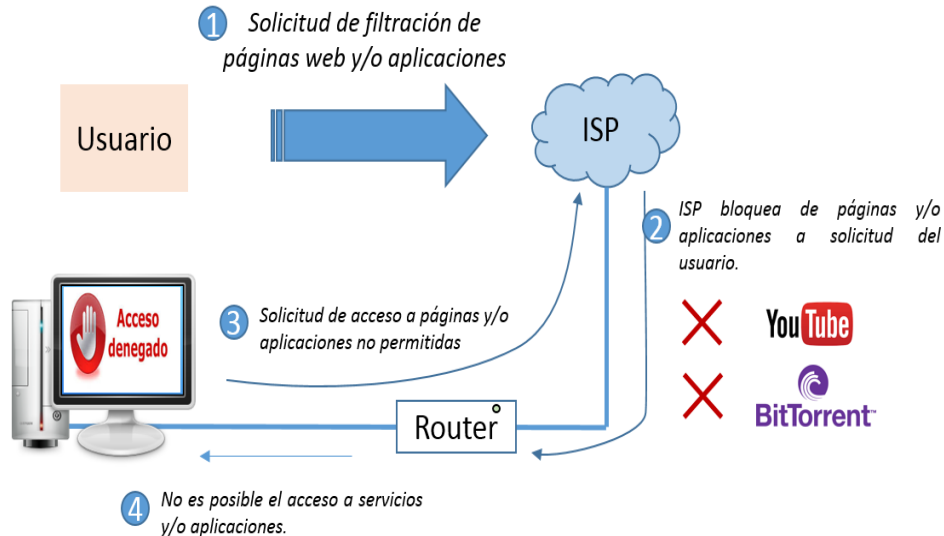 1 Solicitud de filtración de
páginas web y/o aplicaciones
Usuario
ISP
2 ISP bloquea de páginas y/o
aplicaciones a solicitud del
usuario.
Acceso
denegado
3 Solicitud de acceso a páginas y/o
aplicaciones no permitidas
YouTube
BitTorrent™
Router
4 No es posible el acceso a servicios
y/o aplicaciones.